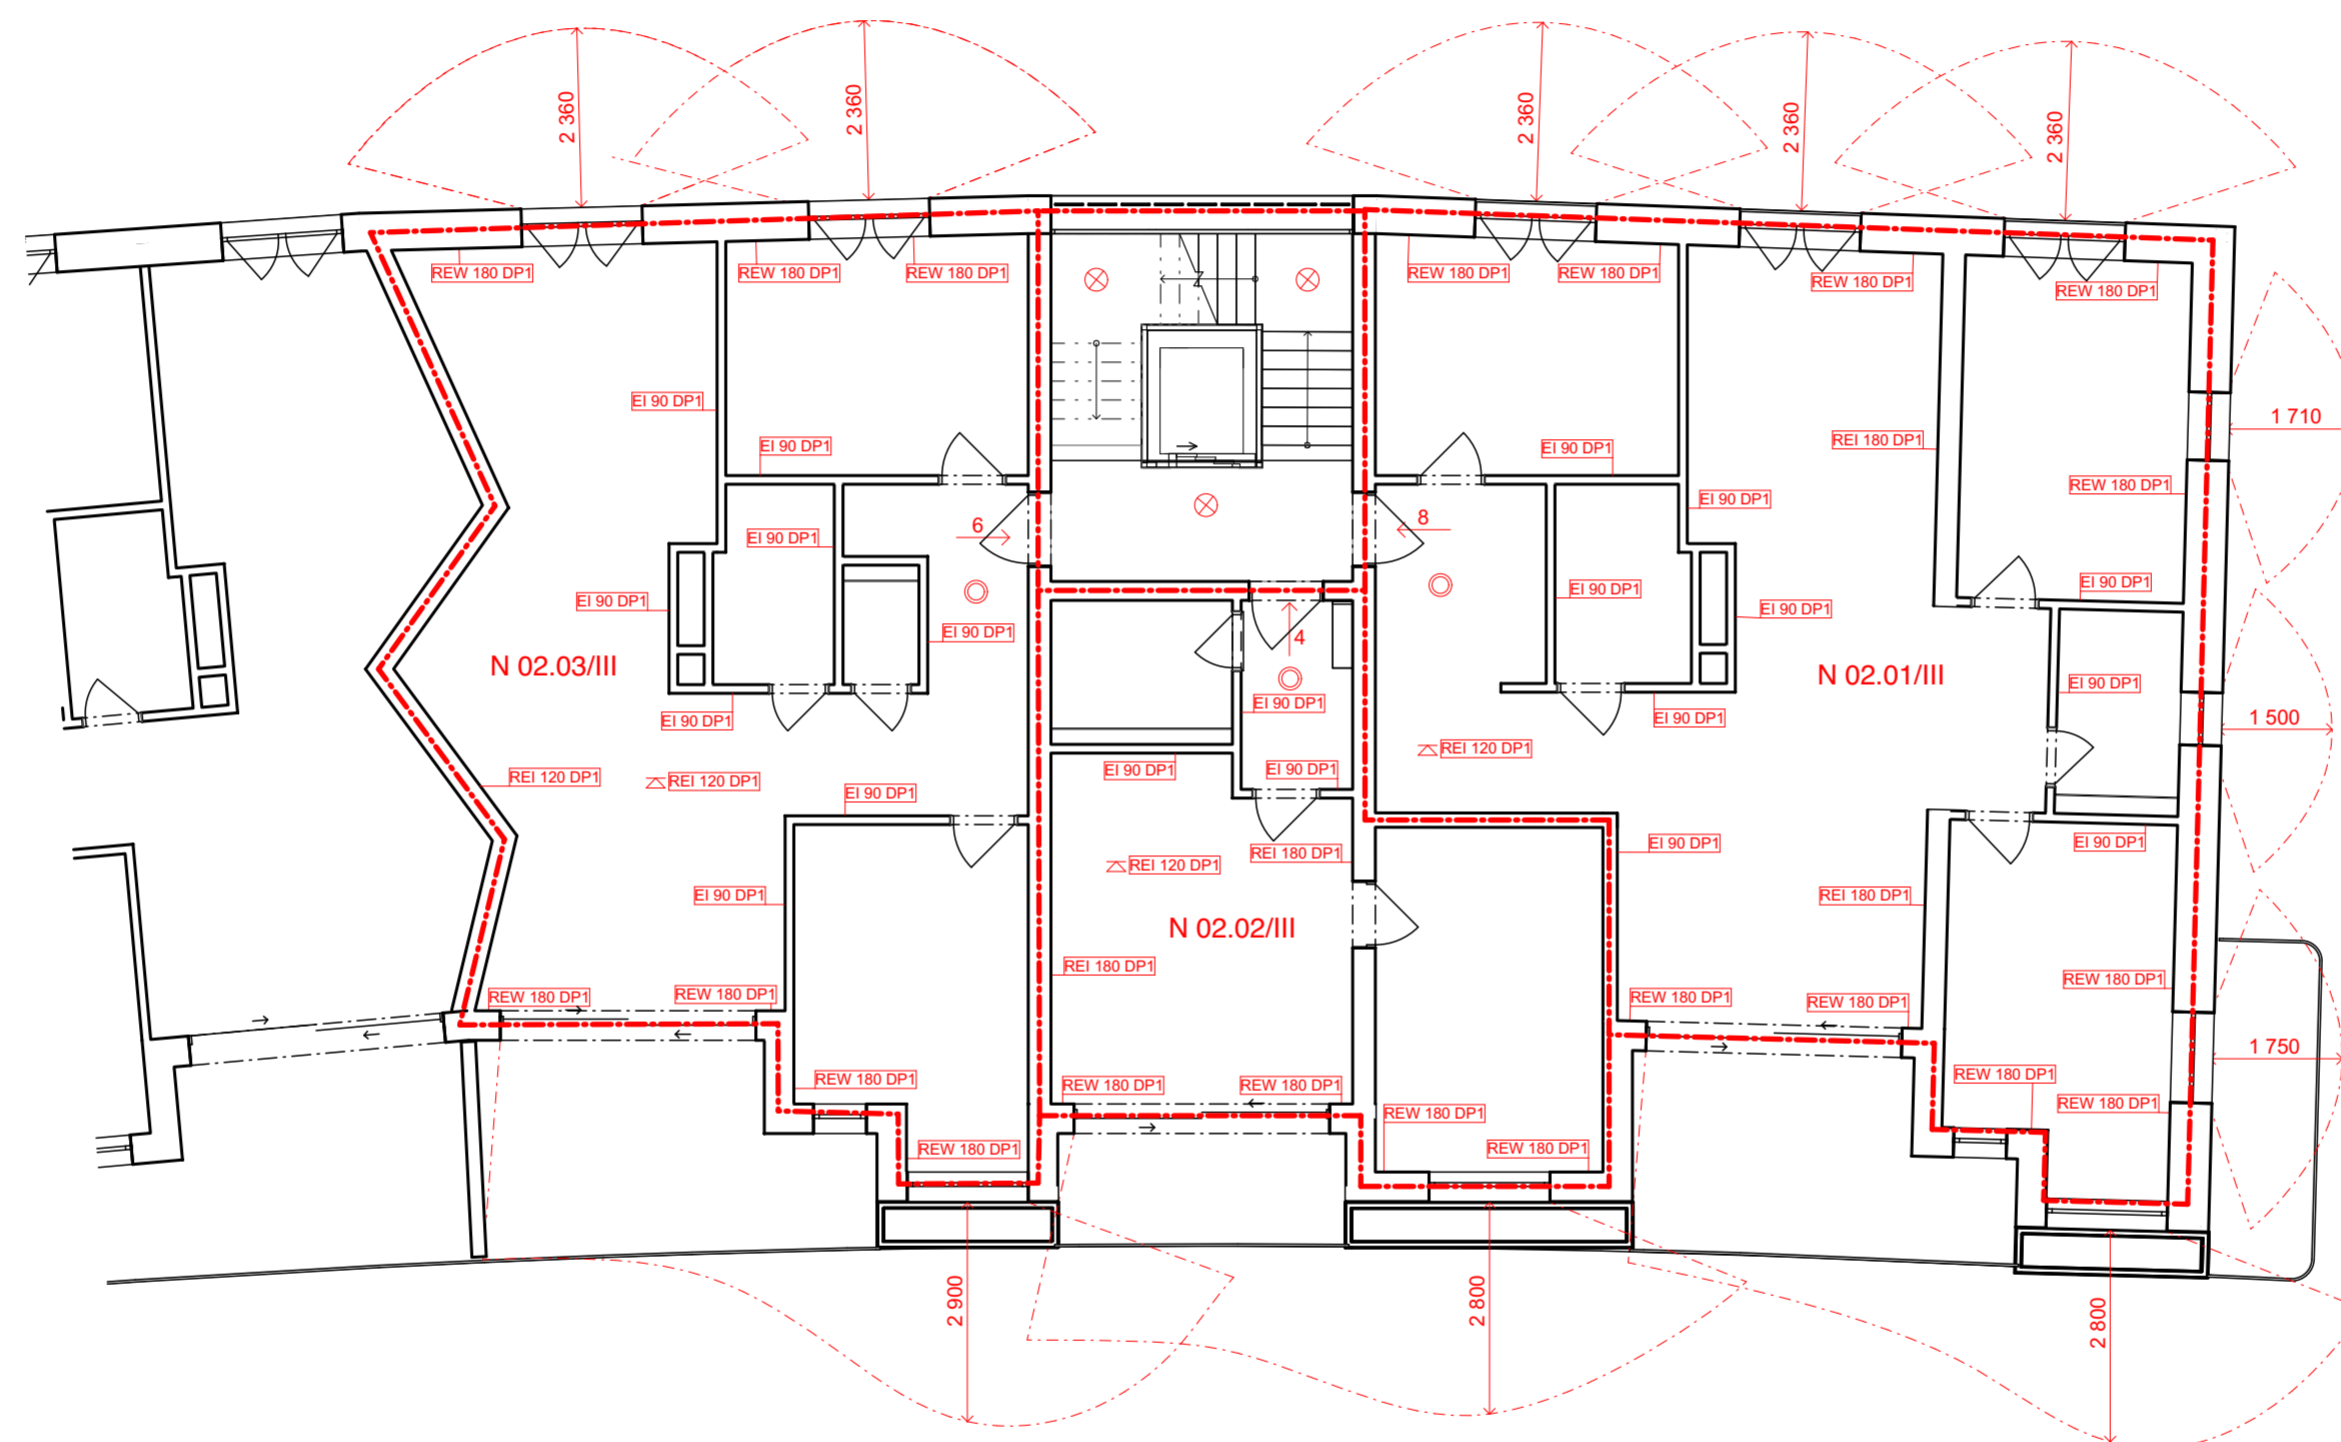 2 360
2 360
2 360
2 360
2 360
REW 180 DP1
REW 180 DP1
REW 180 DP1
REW 180 DP1
REW 180 DP1
REW 180 DP1
REW 180 DP1
EI 90 DP1
1 710
EI 90 DP1
EI 90 DP1
REI 180 DP1
REW 180 DP1
EI 90 DP1
6
8
EI 90 DP1
EI 90 DP1
EI 90 DP1
EI 90 DP1
EI 90 DP1
EI 90 DP1
4
N 02.03/III
N 02.01/III
EI 90 DP1
EI 90 DP1
EI 90 DP1
EI 90 DP1
1 500
REI 120 DP1
REI 120 DP1
REI 120 DP1
EI 90 DP1
EI 90 DP1
EI 90 DP1
EI 90 DP1
EI 90 DP1
REI 180 DP1
REI 120 DP1
EI 90 DP1
REI 180 DP1
N 02.02/III
REI 180 DP1
REW 180 DP1
REW 180 DP1
REW 180 DP1
REW 180 DP1
REW 180 DP1
1 750
REW 180 DP1
REW 180 DP1
REW 180 DP1
REW 180 DP1
REW 180 DP1
REW 180 DP1
REW 180 DP1
REW 180 DP1
2 900
2 800
2 800